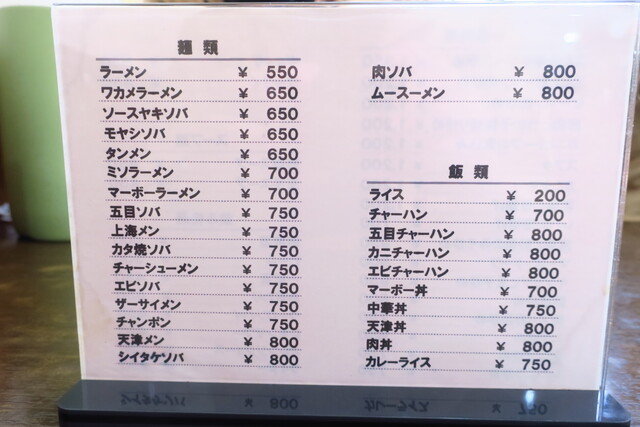 麺類
ラーメン ¥ 550
ワカメラーメン ¥ 650
ソースヤキソバ ¥ 650
モヤシソバ ¥ 650
タンメン ¥ 650
ミソラーメン ¥ 700
マーボーラーメン ¥ 700
五目ソバ ¥ 750
上海メン ¥ 750
カタ焼ソバ ¥ 750
チャーシューメン ¥ 750
エビソバ ¥ 750
ザーサイメン ¥ 750
チャンポン ¥ 750
天津メン ¥ 800
シイタケソバ ¥ 800
肉ソバ ¥ 800
ムースーメン ¥ 800
飯類
ライス ¥ 200
チャーハン ¥ 700
五目チャーハン ¥ 800
カニチャーハン ¥ 800
エビチャーハン ¥ 800
マーボー丼 ¥ 700
中華丼 ¥ 750
天津丼 ¥ 800
肉丼 ¥ 800
カレーライス ¥ 750